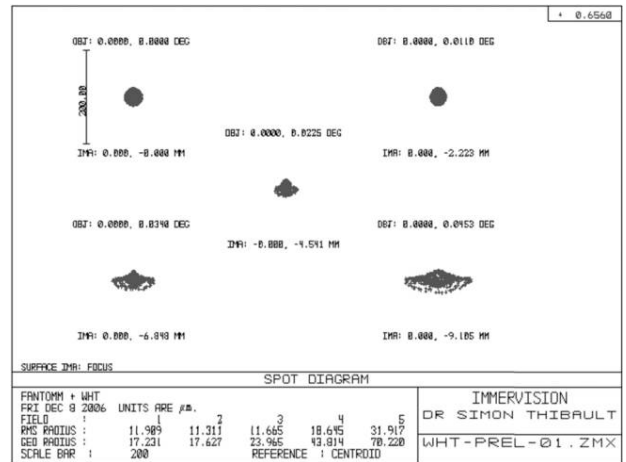 + 0.6560
OBJ: 0.0000, 0.0000 DEG
OBJ: 0.0000, 0.0110 DEG
200.00
IMA: 0.000, -0.000 MM
IMA: 0.000, -2.223 MM
OBJ: 0.0000, 0.0225 DEG
IMA: -0.000, -4.541 MM
OBJ: 0.0000, 0.0340 DEG
OBJ: 0.0000, 0.0453 DEG
IMA: 0.000, -6.848 MM
IMA: 0.000, -9.105 MM
SURFACE IMA: FOCUS
SPOT DIAGRAM
FANTOMM + WHT
FRI DEC 8 2006 UNITS ARE µm.
FIELD : 1 2 3 4 5
RMS RADIUS : 11.909 11.311 11.665 18.645 31.917
GEO RADIUS : 17.231 17.627 23.965 43.814 70.220
SCALE BAR : 200 REFERENCE : CENTROID
IMMERVISION
DR SIMON THIBAULT
WHT-PREL-01.ZMX